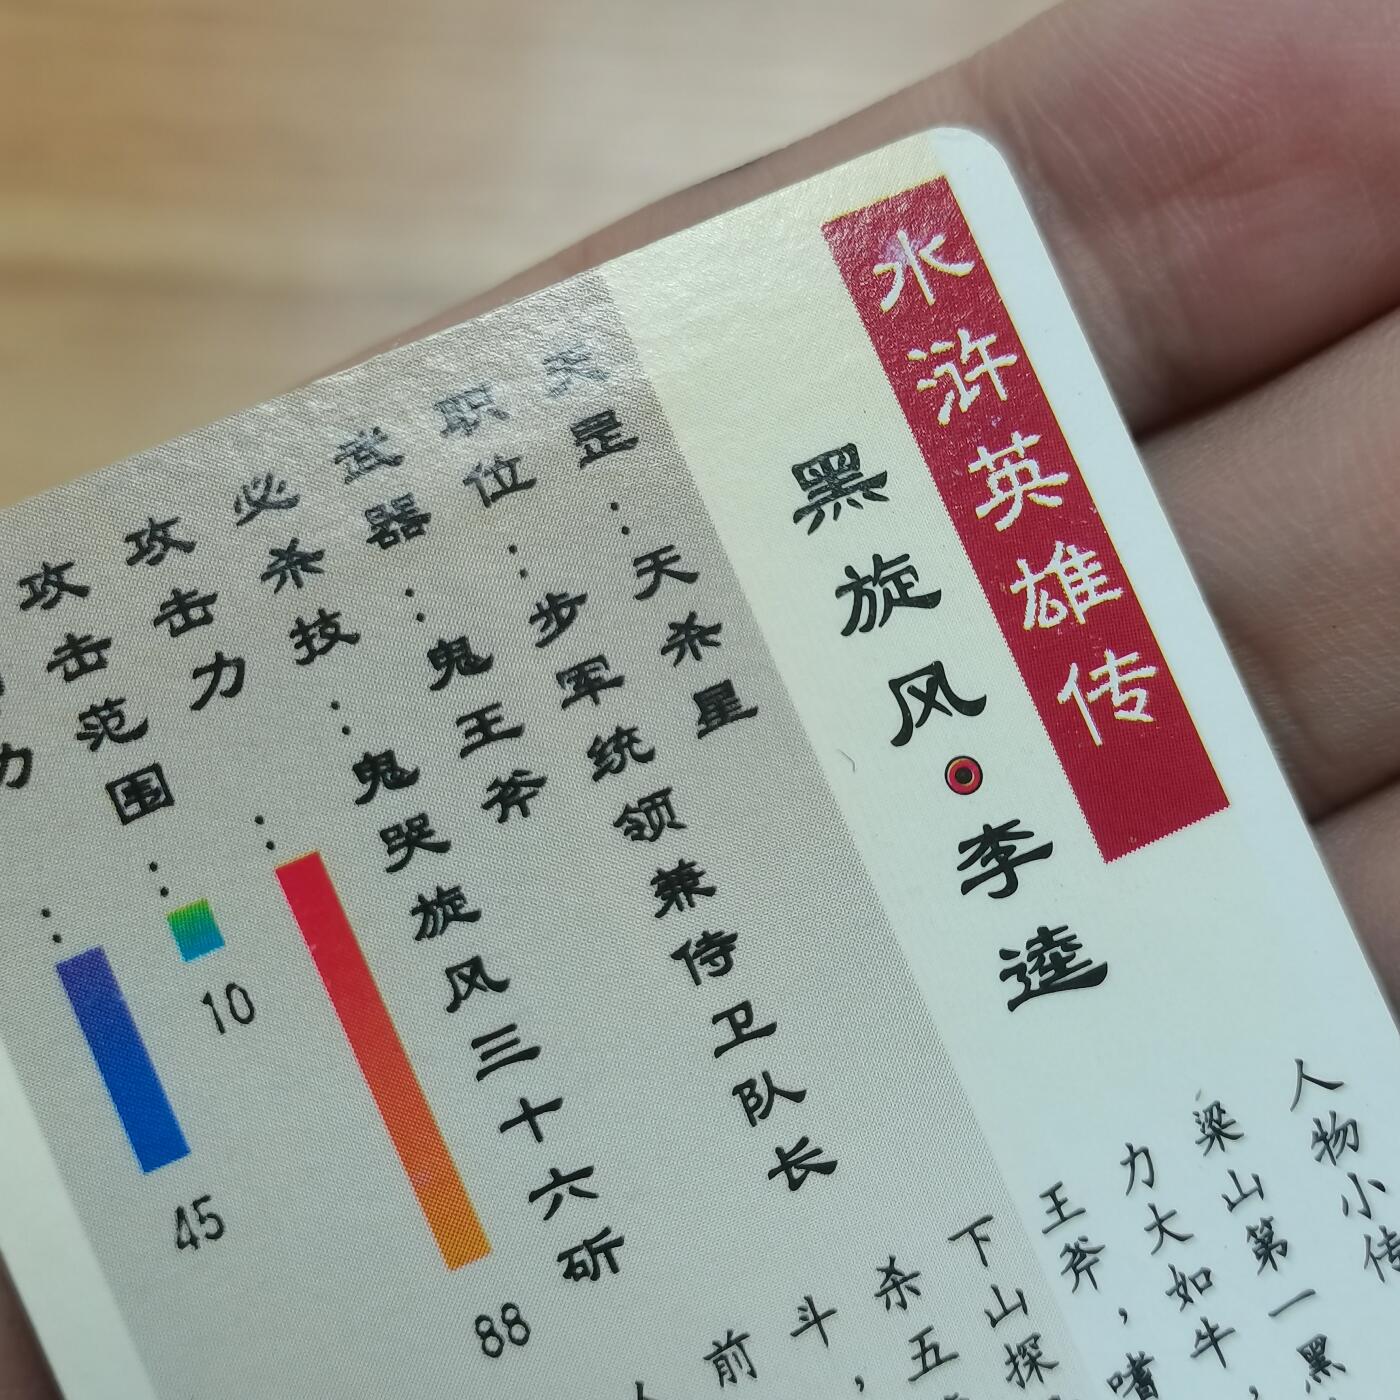 水浒英雄传
黑旋风·李逵
天罡：天杀星
职位：步军统领兼侍卫队长
武器：鬼王斧
必杀技：鬼哭旋风三十六斫
攻击力：88
攻击范围：10
力：45
人物小传
梁山第一黑
力大如牛，
王斧，嗜
下山探
杀五
斗，
前